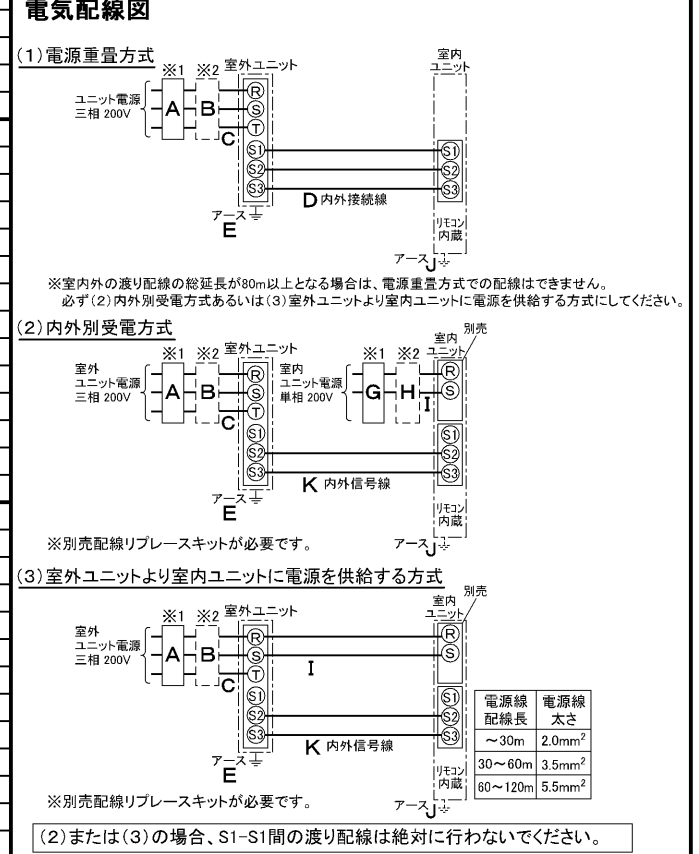 電気配線図
(1)電源重畳方式
※1 ※2 室外ユニット
室内
ユニット
ユニット電源
三相 200V
A B
R
S
T
C
S1 S1
S2 S2
S3 S3
D 内外接続線
アース
E
リモコン
内蔵
アース J
※室内外の渡り配線の総延長が80m以上となる場合は、電源重畳方式での配線はできません。
必ず(2)内外別受電方式あるいは(3)室外ユニットより室内ユニットに電源を供給する方式にしてください。
(2)内外別受電方式
※1 ※2 室外ユニット
※1 ※2
室内
ユニット
別売
室外
ユニット電源
三相 200V
A B
R
S
T
C
室内
ユニット電源
単相 200V
G H
I
R
S
S1 S1
S2 S2
S3 S3
K 内外信号線
アース
E
リモコン
内蔵
アース J
※別売配線リプレースキットが必要です。
(3)室外ユニットより室内ユニットに電源を供給する方式
※1 ※2 室外ユニット
室内
ユニット
別売
室外
ユニット電源
三相 200V
A B
R R
S S
T
C
I
S1 S1
S2 S2
S3 S3
K 内外信号線
アース
E
リモコン
内蔵
アース J
電源線 電源線
配線長 太さ
～30m 2.0mm²
30～60m 3.5mm²
60～120m 5.5mm²
※別売配線リプレースキットが必要です。
(2)または(3)の場合、S1-S1間の渡り配線は絶対に行わないでください。